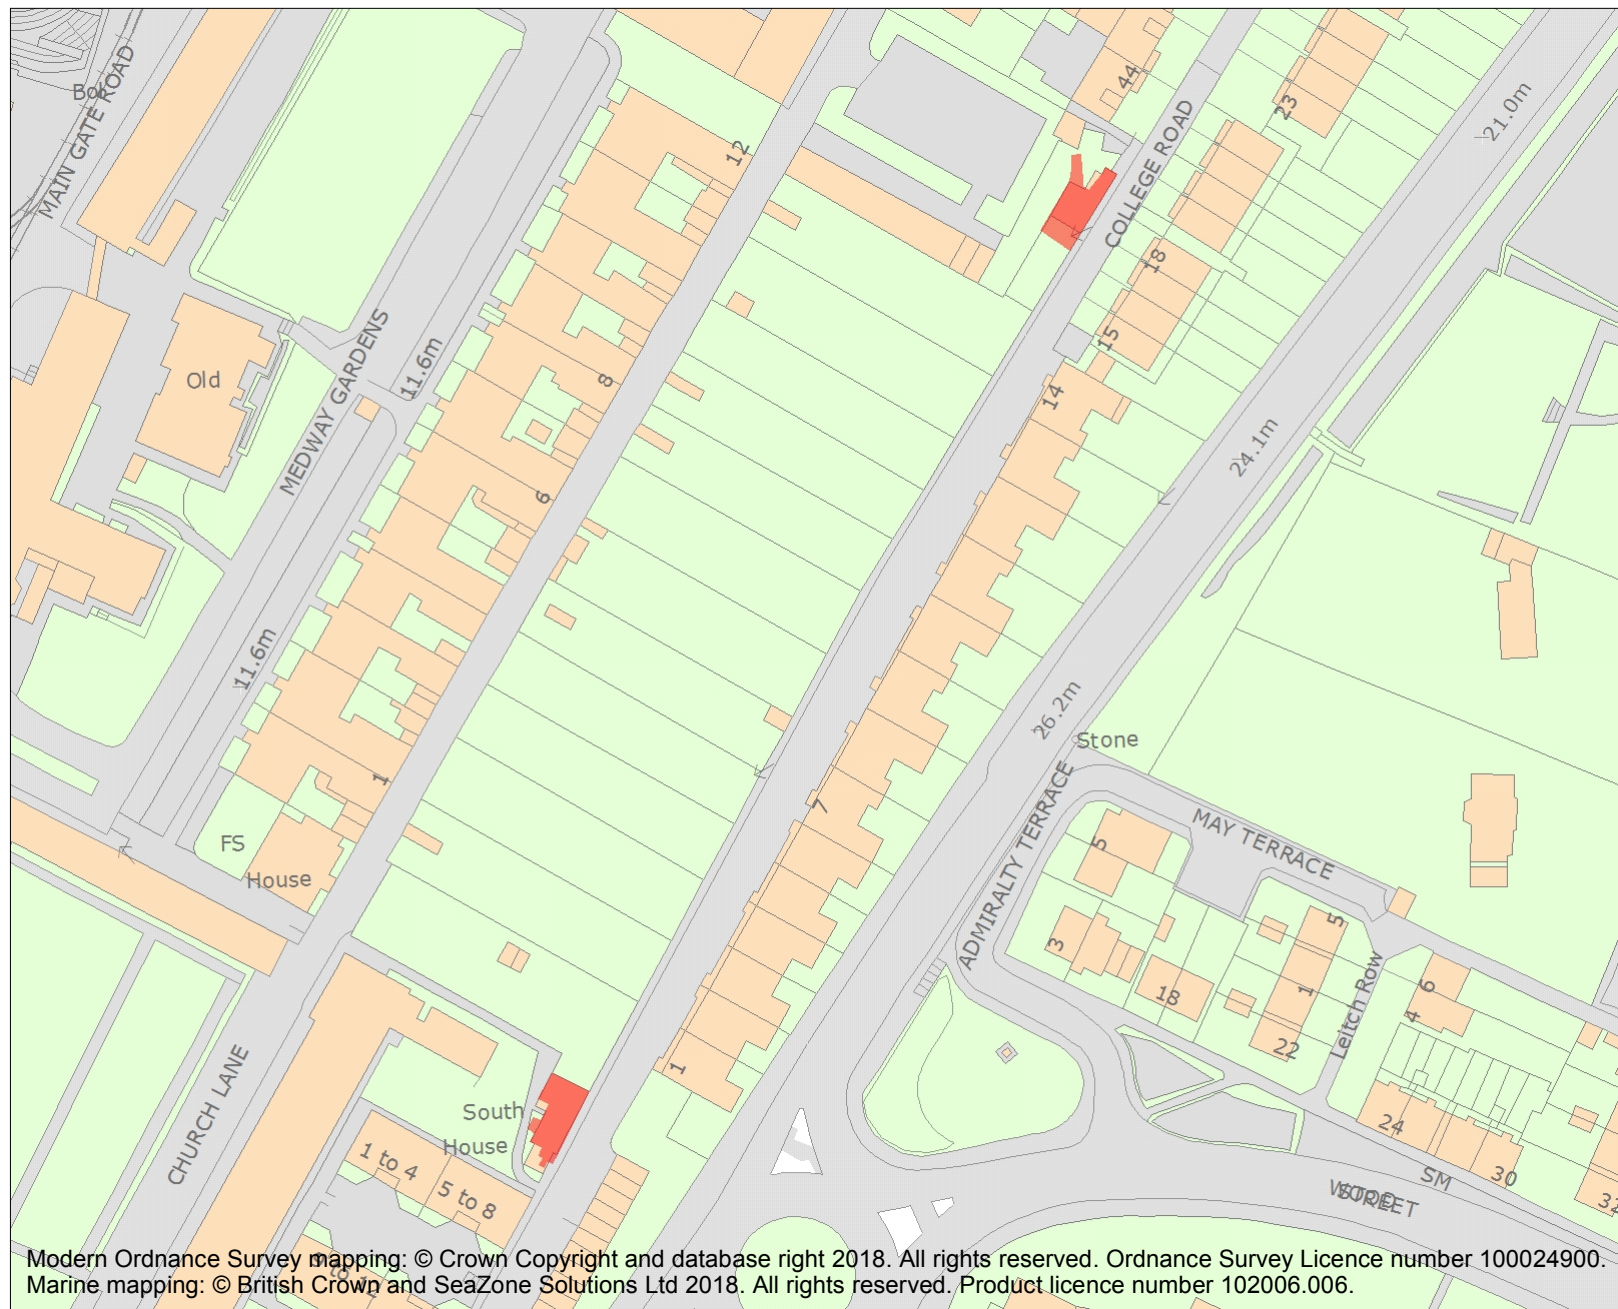 MAIN GATE ROAD
44
23
21.0m
12
COLLEGE ROAD
18
15
14
Old
MEDWAY GARDENS
11.6m
8
24.1m
6
11.6m
26.2m
Stone
1
7
ADMIRALTY TERRACE
MAY TERRACE
5
FS
House
3
18
5
1
22
Leitch Row
6
4
CHURCH LANE
1
South
House
1 to 4
5 to 8
24
30
SM
32
STREET
Modern Ordnance Survey mapping: © Crown Copyright and database right 2018. All rights reserved. Ordnance Survey Licence number 100024900.
Marine mapping: © British Crown and SeaZone Solutions Ltd 2018. All rights reserved. Product licence number 102006.006.